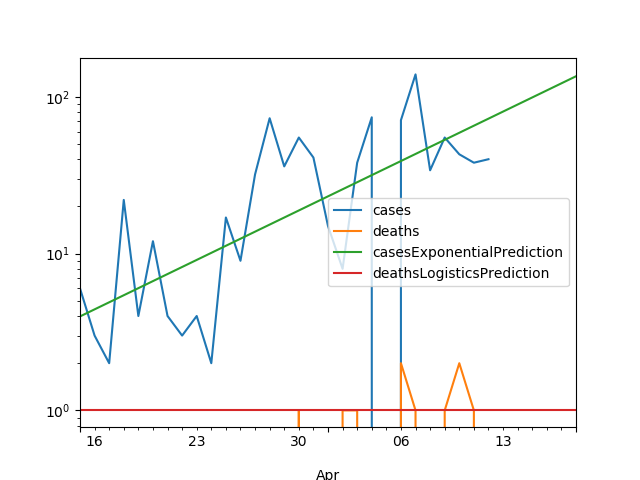 10²
10¹
10⁰
cases
deaths
casesExponentialPrediction
deathsLogisticsPrediction
16 23 30 06 13
Apr